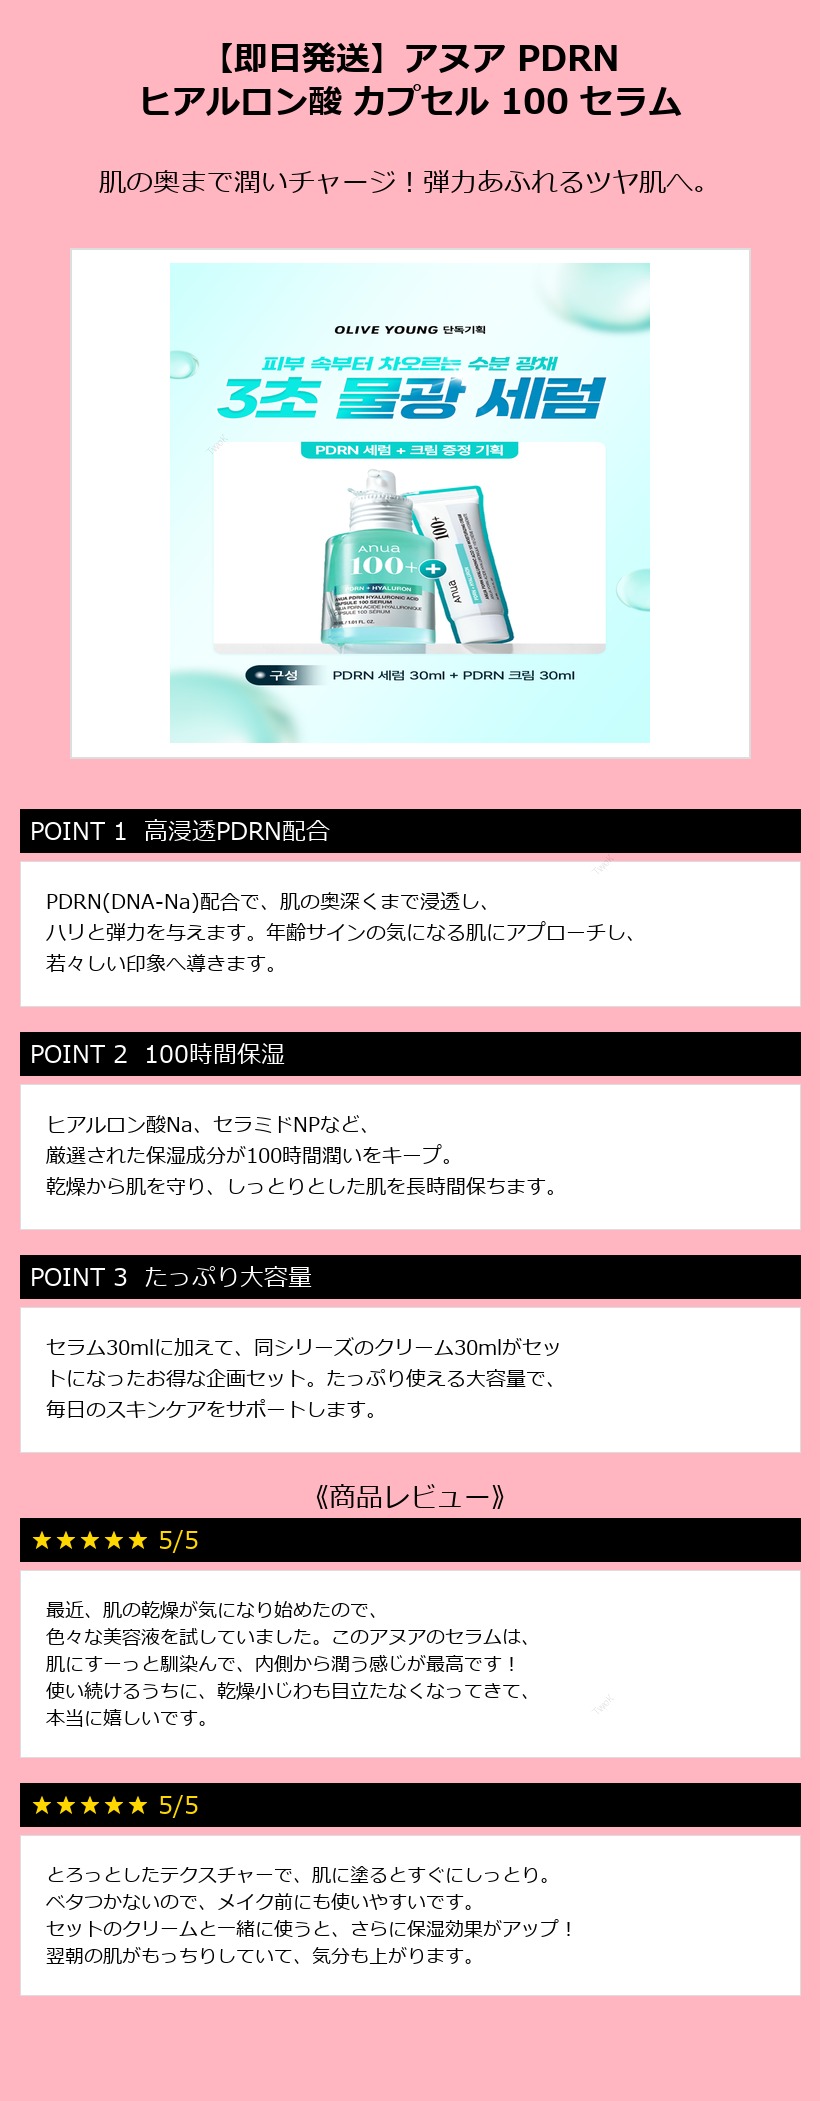 【即日発送】アヌア PDRN
ヒアルロン酸 カプセル 100 セラム
肌の奥まで潤いチャージ！弾力あふれるツヤ肌へ。
OLIVE YOUNG 단독기획
피부 속부터 차오르는 수분 광채
3초 물광 세럼
PDRN 세럼 + 크림 증정 기획
Anua
100+
PDRN + HYALURON
ANUA PDRN HYALURONIC ACID
CAPSULE 100 SERUM
ANUA PDRN ACIDE HYALURONIQUE
CAPSULE 100 SÉRUM
/ 1.01 FL. OZ.
+
100+
Anua
구성
PDRN 세럼 30ml + PDRN 크림 30ml
POINT 1 高浸透PDRN配合
PDRN(DNA-Na)配合で、肌の奥深くまで浸透し、
ハリと弾力を与えます。年齢サインの気になる肌にアプローチし、
若々しい印象へ導きます。
POINT 2 100時間保湿
ヒアルロン酸Na、セラミドNPなど、
厳選された保湿成分が100時間潤いをキープ。
乾燥から肌を守り、しっとりとした肌を長時間保ちます。
POINT 3 たっぷり大容量
セラム30mlに加えて、同シリーズのクリーム30mlがセッ
トになったお得な企画セット。たっぷり使える大容量で、
毎日のスキンケアをサポートします。
《商品レビュー》
★★★★★ 5/5
最近、肌の乾燥が気になり始めたので、
色々な美容液を試していました。このアヌアのセラムは、
肌にすーっと馴染んで、内側から潤う感じが最高です！
使い続けるうちに、乾燥小じわも目立たなくなってきて、
本当に嬉しいです。
★★★★★ 5/5
とろっとしたテクスチャーで、肌に塗るとすぐにしっとり。
ベタつかないので、メイク前にも使いやすいです。
セットのクリームと一緒に使うと、さらに保湿効果がアップ！
翌朝の肌がもっちりしていて、気分も上がります。